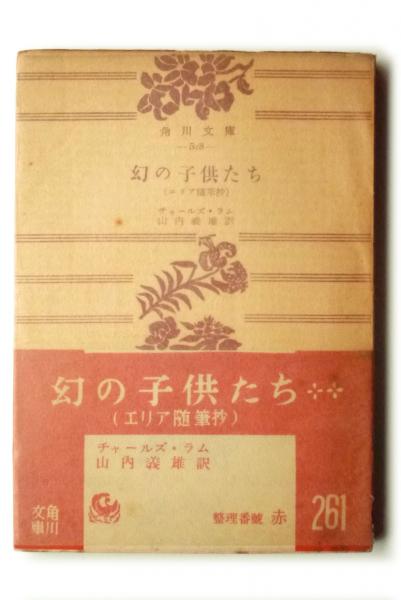 角川文庫
—518—
幻の子供たち
(エリア随筆抄)
チャールズ・ラム
山内義雄訳
幻の子供たち
(エリア随筆抄)
チャールズ・ラム
山内義雄訳
角川
文庫
整理番號 赤
261